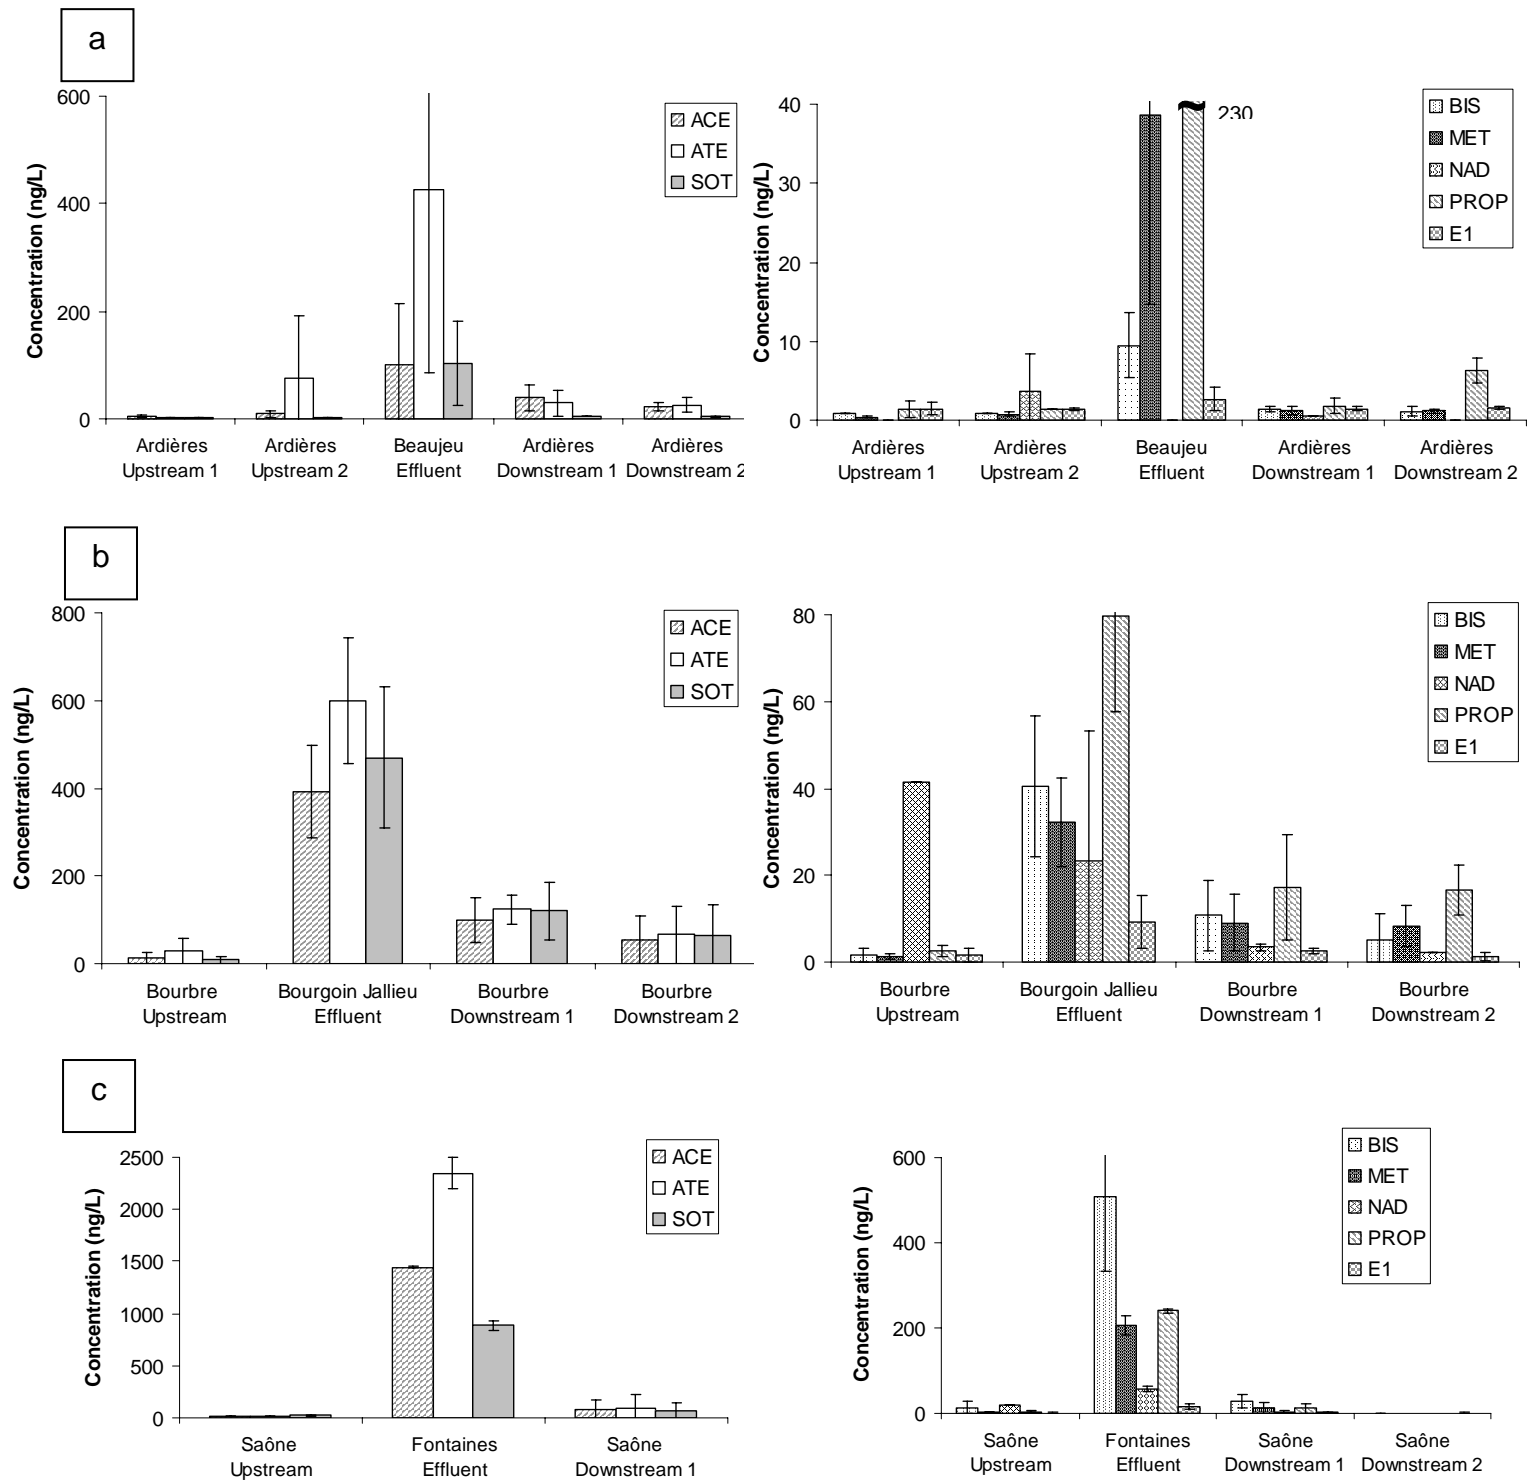 a
600
400
200
0
Concentration (ng/L)
ACE
ATE
SOT
Ardières Upstream 1
Ardières Upstream 2
Beaujeu Effluent
Ardières Downstream 1
Ardières Downstream 2
40
30
20
10
0
Concentration (ng/L)
230
BIS
MET
NAD
PROP
E1
Ardières Upstream 1
Ardières Upstream 2
Beaujeu Effluent
Ardières Downstream 1
Ardières Downstream 2
b
800
600
400
200
0
Concentration (ng/L)
ACE
ATE
SOT
Bourbre Upstream
Bourgoin Jallieu Effluent
Bourbre Downstream 1
Bourbre Downstream 2
80
60
40
20
0
Concentration (ng/L)
BIS
MET
NAD
PROP
E1
Bourbre Upstream
Bourgoin Jallieu Effluent
Bourbre Downstream 1
Bourbre Downstream 2
c
2500
2000
1500
1000
500
0
Concentration (ng/L)
ACE
ATE
SOT
Saône Upstream
Fontaines Effluent
Saône Downstream 1
600
400
200
0
Concentration (ng/L)
BIS
MET
NAD
PROP
E1
Saône Upstream
Fontaines Effluent
Saône Downstream 1
Saône Downstream 2